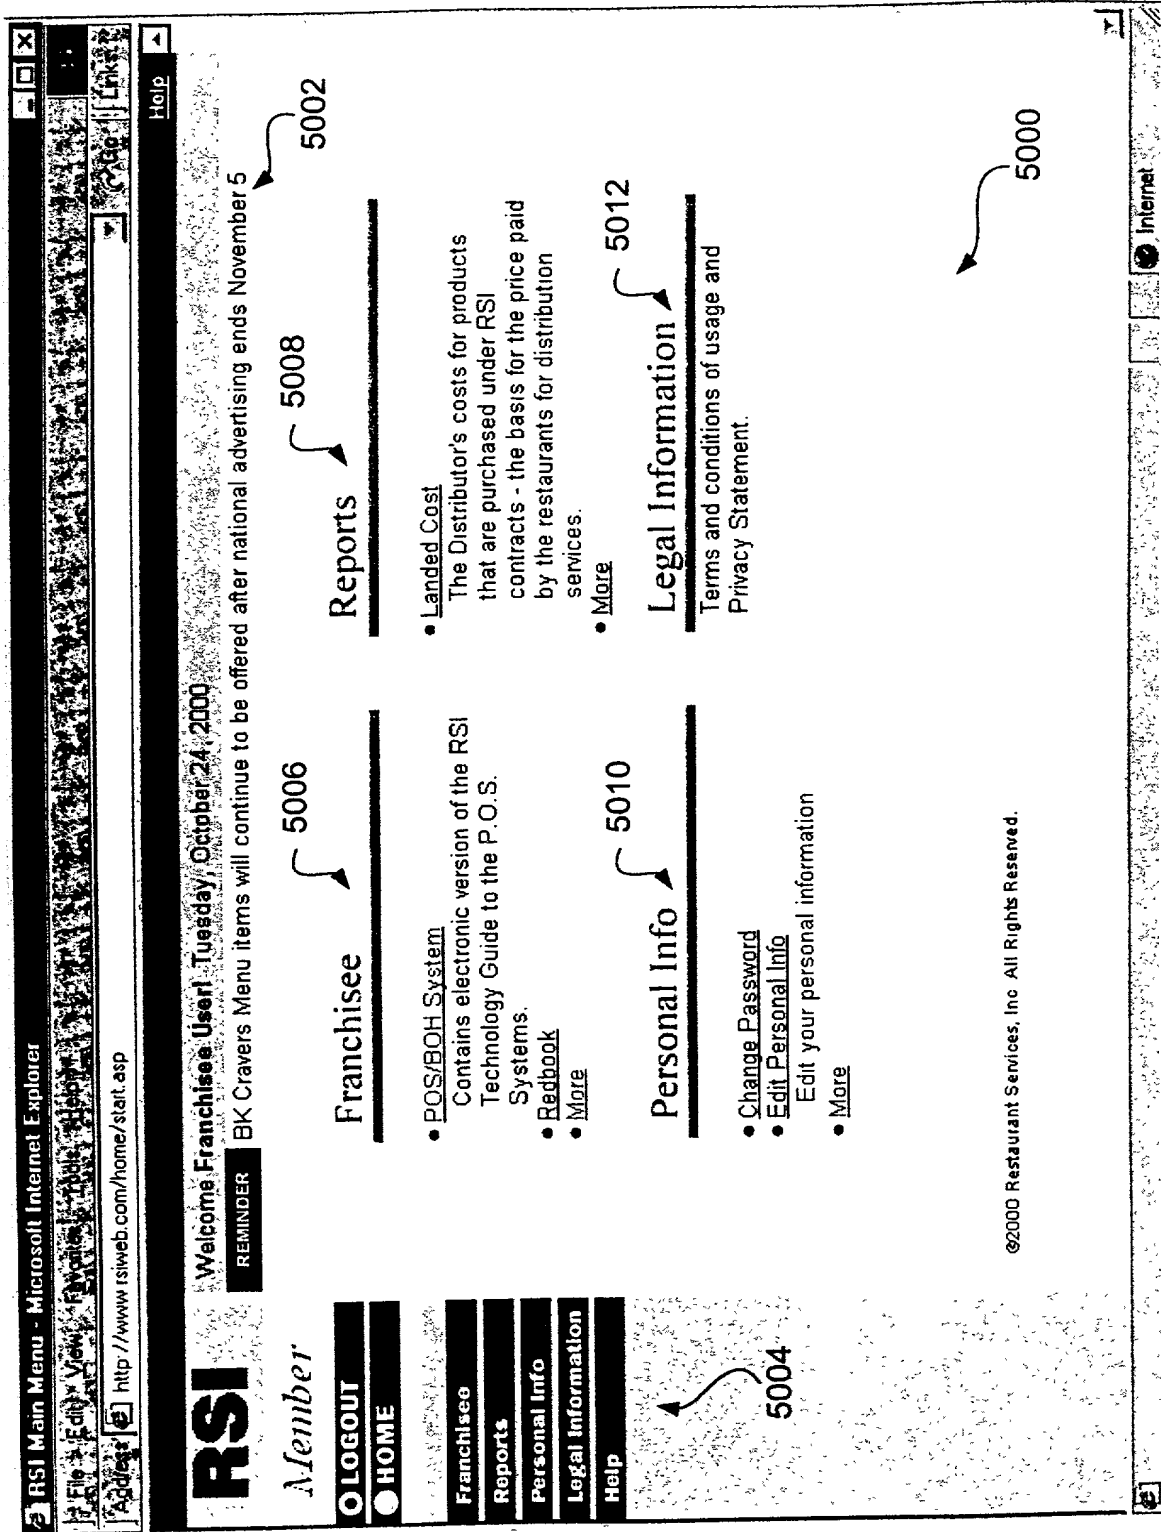 RSI Main Menu - Microsoft Internet Explorer
File Edit View Favorites Tools Help
Address http://www.rsiweb.com/home/start.asp Go Links »
Help
RSI
Welcome Franchisee User! Tuesday, October 24, 2000
REMINDER BK Cravers Menu items will continue to be offered after national advertising ends November 5
5002
Member
LOGOUT
HOME
Franchisee
Reports
Personal Info
Legal Information
Help
5004
5006
Franchisee
• POS/BOH System
Contains electronic version of the RSI
Technology Guide to the P.O.S.
Systems.
• Redbook
• More
5008
Reports
• Landed Cost
The Distributor's costs for products
that are purchased under RSI
contracts - the basis for the price paid
by the restaurants for distribution
services.
• More
5010
Personal Info
• Change Password
• Edit Personal Info
Edit your personal information
• More
5012
Legal Information
Terms and conditions of usage and
Privacy Statement.
5000
©2000 Restaurant Services, Inc All Rights Reserved.
Internet